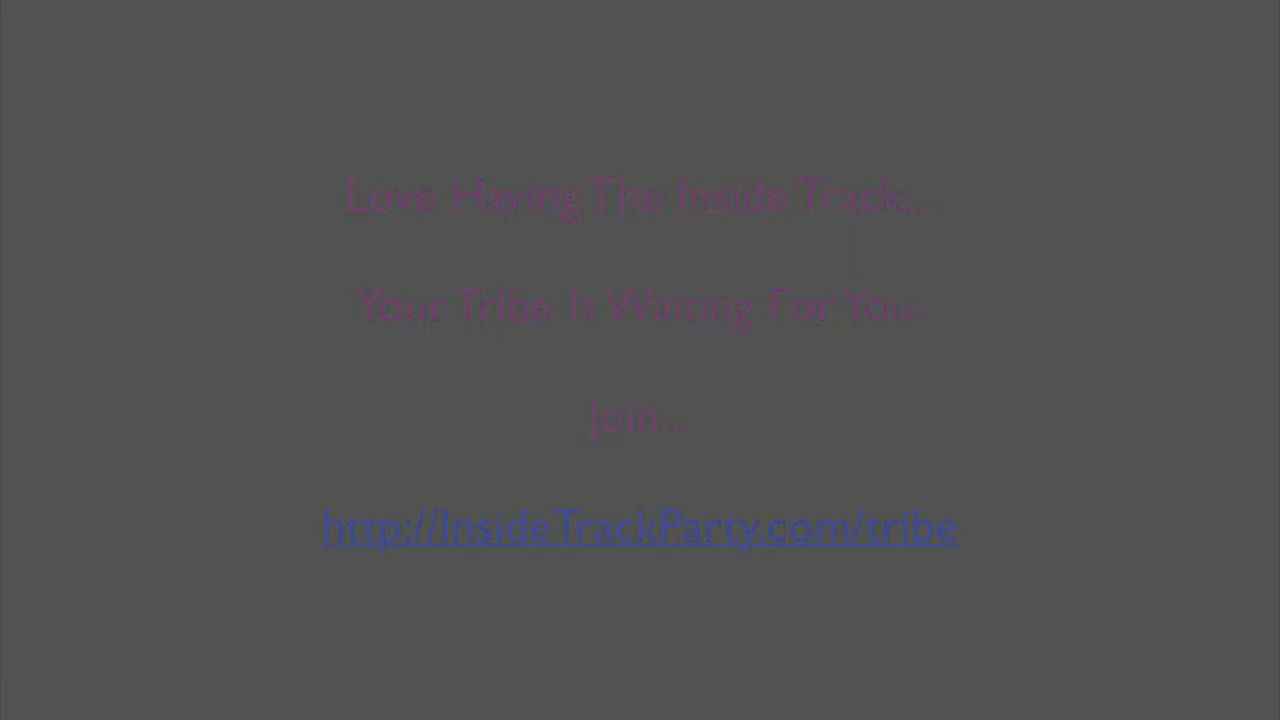 Love Having The Inside Track...
Your Tribe Is Waiting For You:
Join...
http://InsideTrackParty.com/tribe